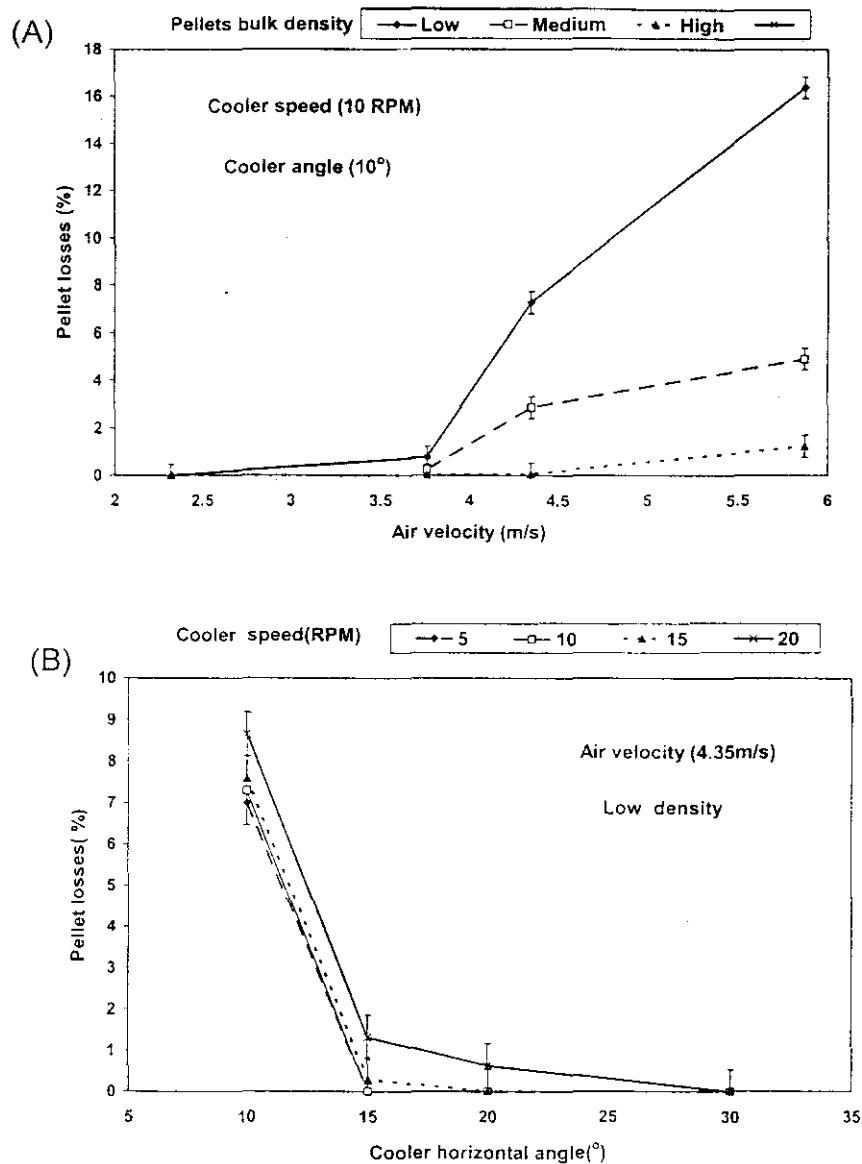 (A)
Pellets bulk density Low Medium High
18
16
14
12
10
8
6
4
2
0
Pellet losses (%)
Cooler speed (10 RPM)
Cooler angle (10°)
2 2.5 3 3.5 4 4.5 5 5.5 6
Air velocity (m/s)
(B)
Cooler speed(RPM) 5 10 15 20
10
9
8
7
6
5
4
3
2
1
0
Pellet losses( %)
Air velocity (4.35m/s)
Low density
5 10 15 20 25 30 35
Cooler horizontal angle(°)